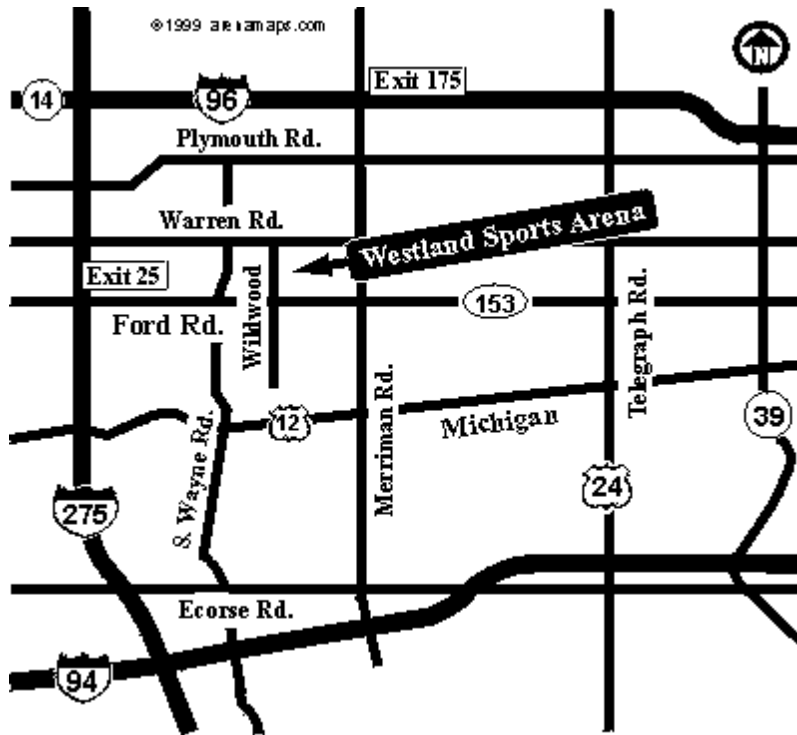 ©1999 arenamaps.com
N
14
96
Exit 175
Plymouth Rd.
Warren Rd.
Westland Sports Arena
Exit 25
Wildwood
153
Ford Rd.
Telegraph Rd.
Merriman Rd.
Michigan
12
39
S. Wayne Rd.
24
275
Ecorse Rd.
94